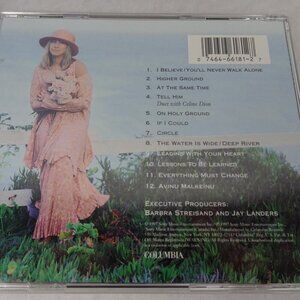 0 7464-66181-2 7
1. I BELIEVE/YOU'LL NEVER WALK ALONE
2. HIGHER GROUND
3. AT THE SAME TIME
4. TELL HIM
Duet with Celine Dion
5. ON HOLY GROUND
6. IF I COULD
7. CIRCLE
8. THE WATER IS WIDE/DEEP RIVER
LEADING WITH YOUR HEART
10. LESSONS TO BE LEARNED
11. EVERYTHING MUST CHANGE
12. AVINU MALKEINU
EXECUTIVE PRODUCERS:
BARBRA STREISAND AND JAY LANDERS
COLUMBIA